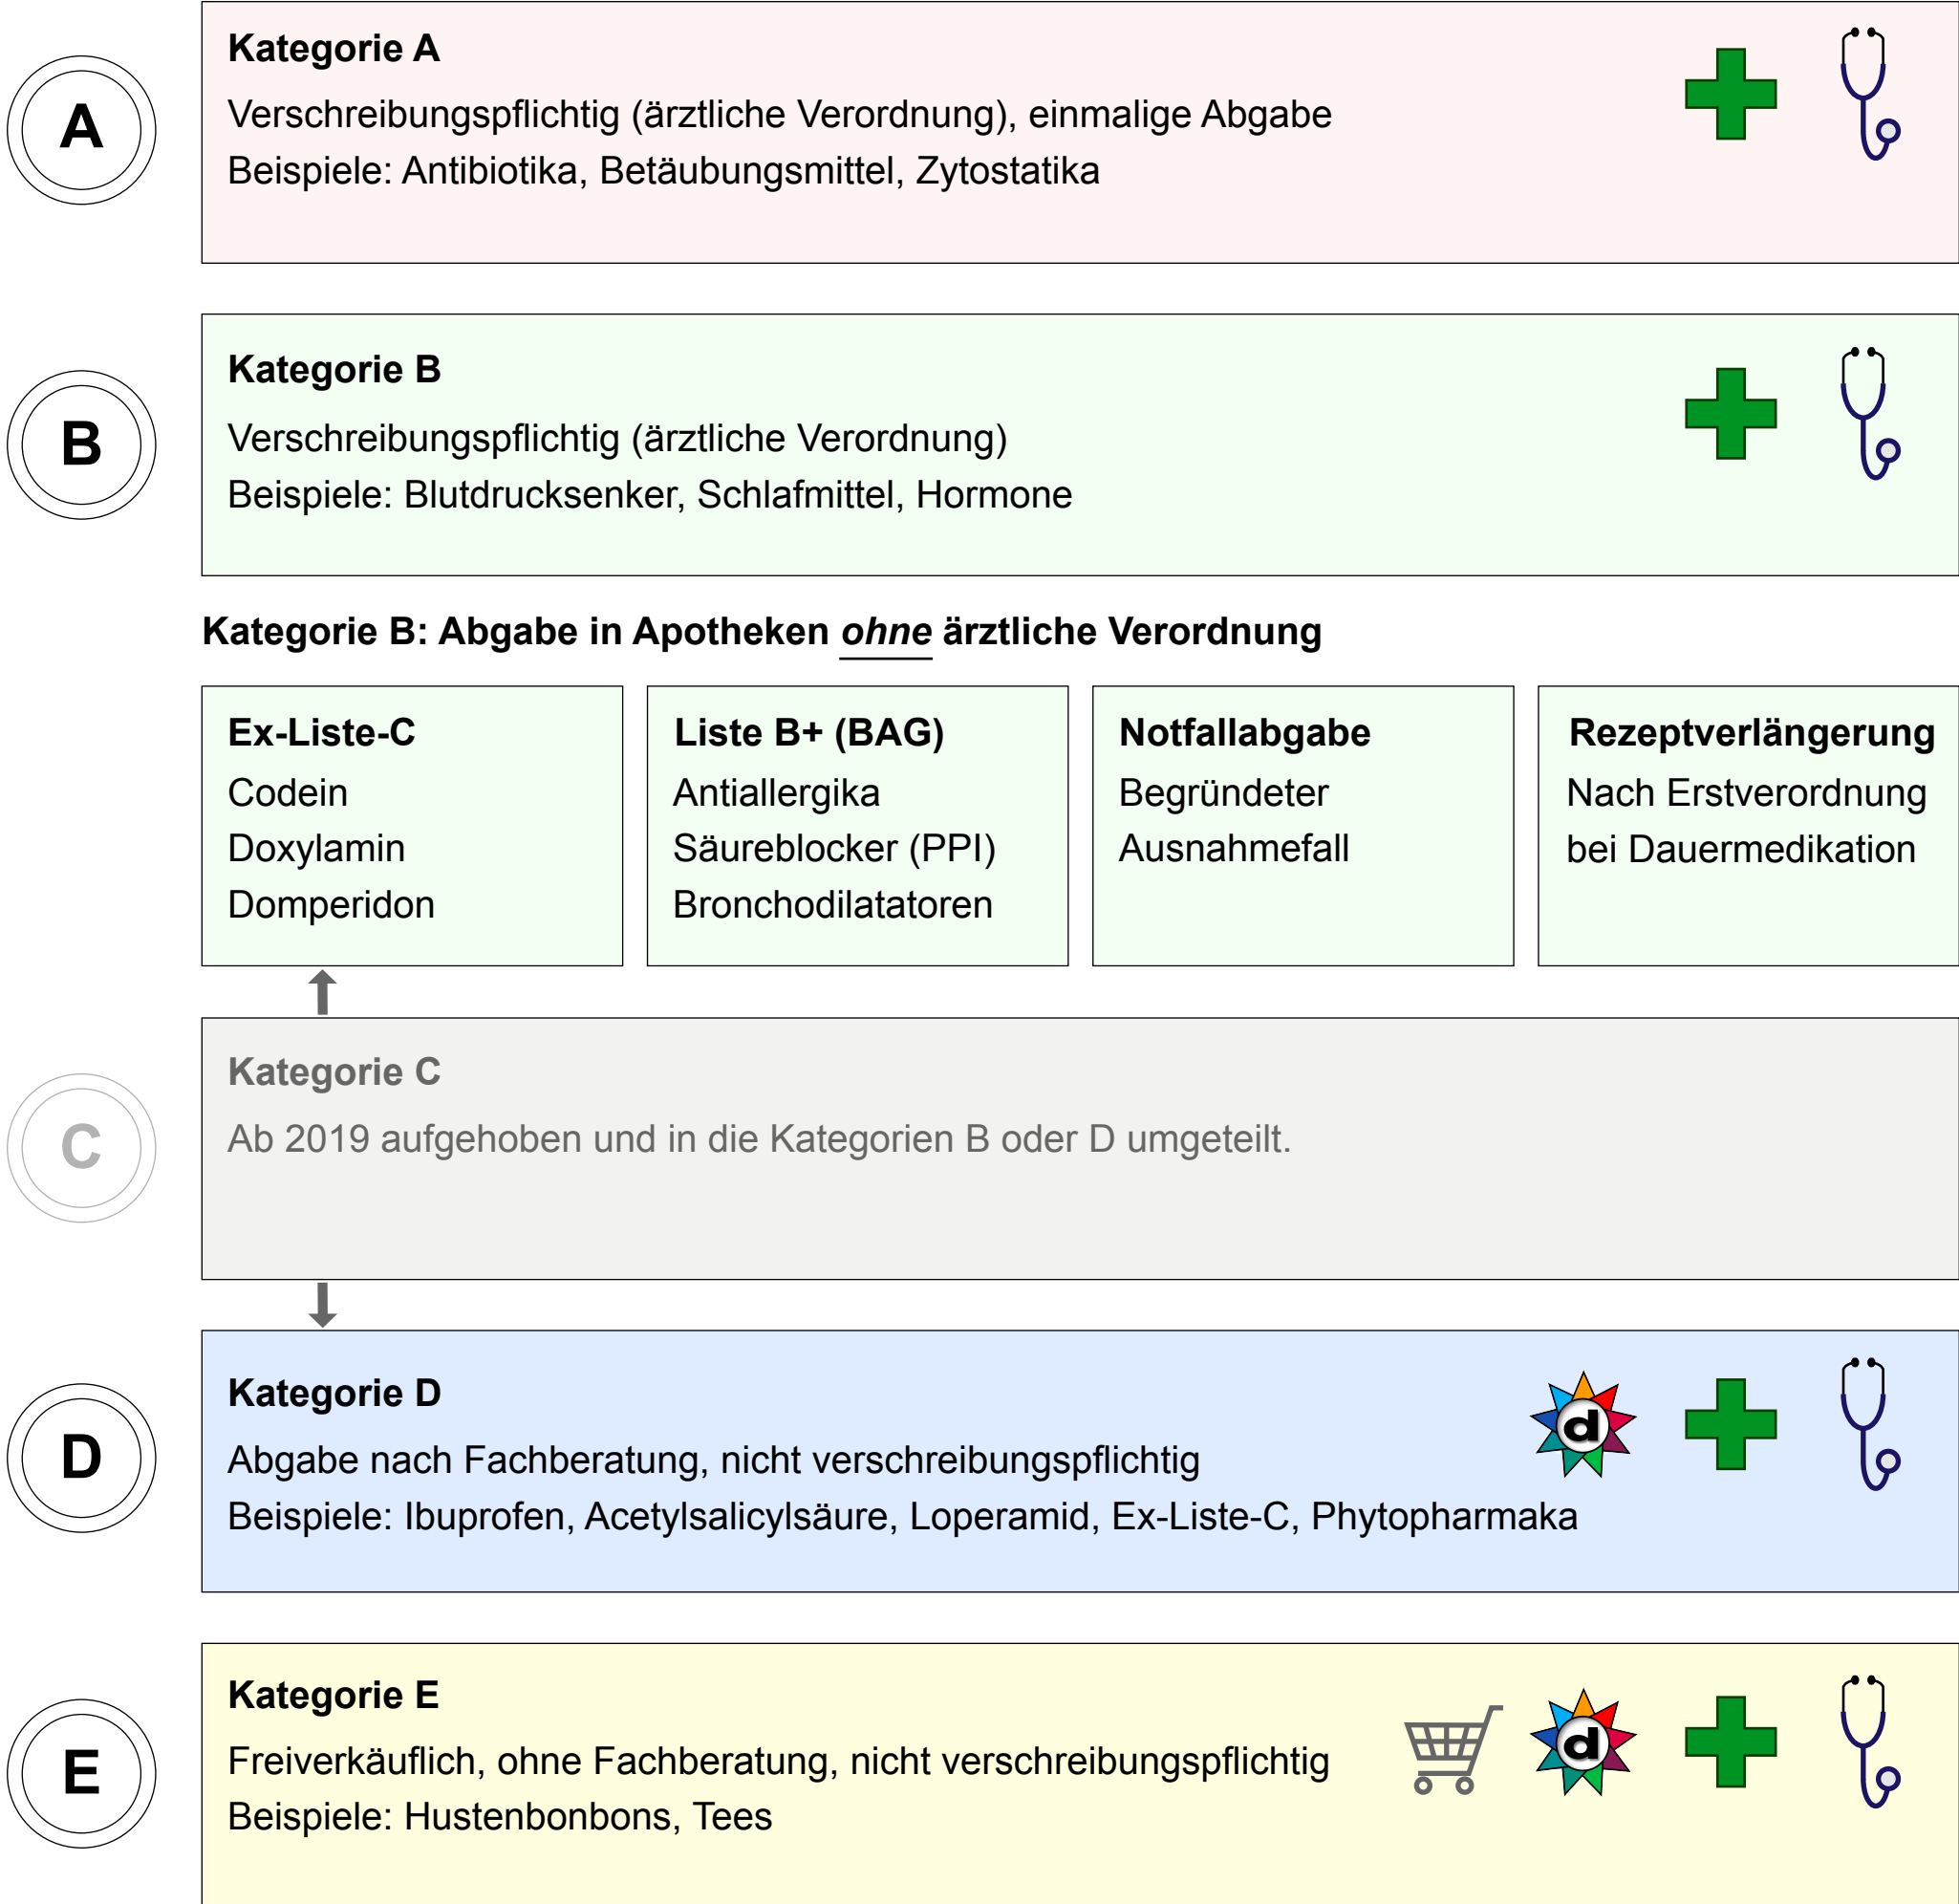 A
Kategorie A
Verschreibungspflichtig (ärztliche Verordnung), einmalige Abgabe
Beispiele: Antibiotika, Betäubungsmittel, Zytostatika
B
Kategorie B
Verschreibungspflichtig (ärztliche Verordnung)
Beispiele: Blutdrucksenker, Schlafmittel, Hormone
Kategorie B: Abgabe in Apotheken ohne ärztliche Verordnung
Ex-Liste-C
Codein
Doxylamin
Domperidon
Liste B+ (BAG)
Antiallergika
Säureblocker (PPI)
Bronchodilatatoren
Notfallabgabe
Begründeter
Ausnahmefall
Rezeptverlängerung
Nach Erstverordnung
bei Dauermedikation
C
Kategorie C
Ab 2019 aufgehoben und in die Kategorien B oder D umgeteilt.
D
Kategorie D
Abgabe nach Fachberatung, nicht verschreibungspflichtig
Beispiele: Ibuprofen, Acetylsalicylsäure, Loperamid, Ex-Liste-C, Phytopharmaka
d
E
Kategorie E
Freiverkäuflich, ohne Fachberatung, nicht verschreibungspflichtig
Beispiele: Hustenbonbons, Tees
d